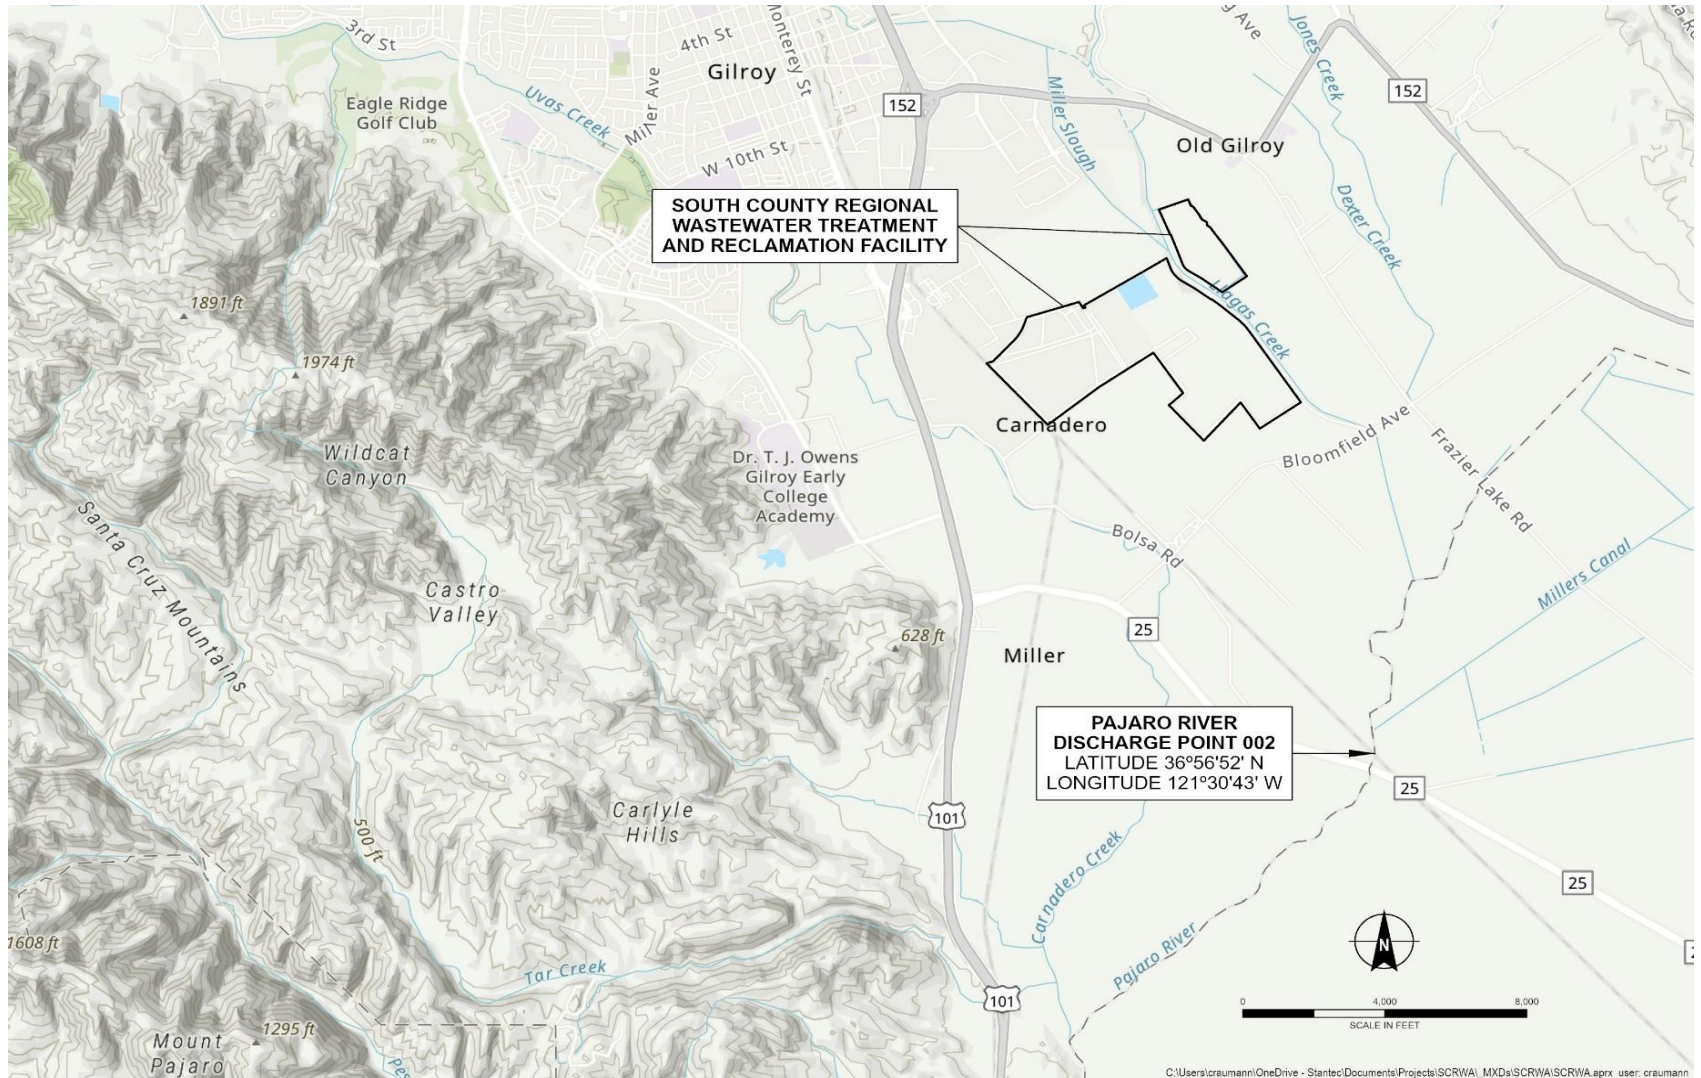 3rd St
4th St
Monterey St
Gilroy
Miller Ave
Uvas Creek
W 10th St
Eagle Ridge
Golf Club
152
Miller Slough
Jones Creek
152
Old Gilroy
Dexter Creek
SOUTH COUNTY REGIONAL
WASTEWATER TREATMENT
AND RECLAMATION FACILITY
Llagas Creek
1891 ft
1974 ft
Wildcat
Canyon
Santa Cruz Mountains
Castro
Valley
Dr. T. J. Owens
Gilroy Early
College
Academy
Carnadero
Bloomfield Ave
Frazier Lake Rd
Bolsa Rd
Millers Canal
628 ft
25
Miller
PAJARO RIVER
DISCHARGE POINT 002
LATITUDE 36°56'52' N
LONGITUDE 121°30'43' W
25
101
Carlyle
Hills
500 ft
Carnadero Creek
25
1608 ft
Tar Creek
Pajaro River
N
101
0 4,000 8,000
SCALE IN FEET
1295 ft
Mount
Pajaro
C:\Users\craumann\OneDrive - Stantec\Documents\Projects\SCRWA\_MXDs\SCRWA\SCRWA.aprx user: craumann